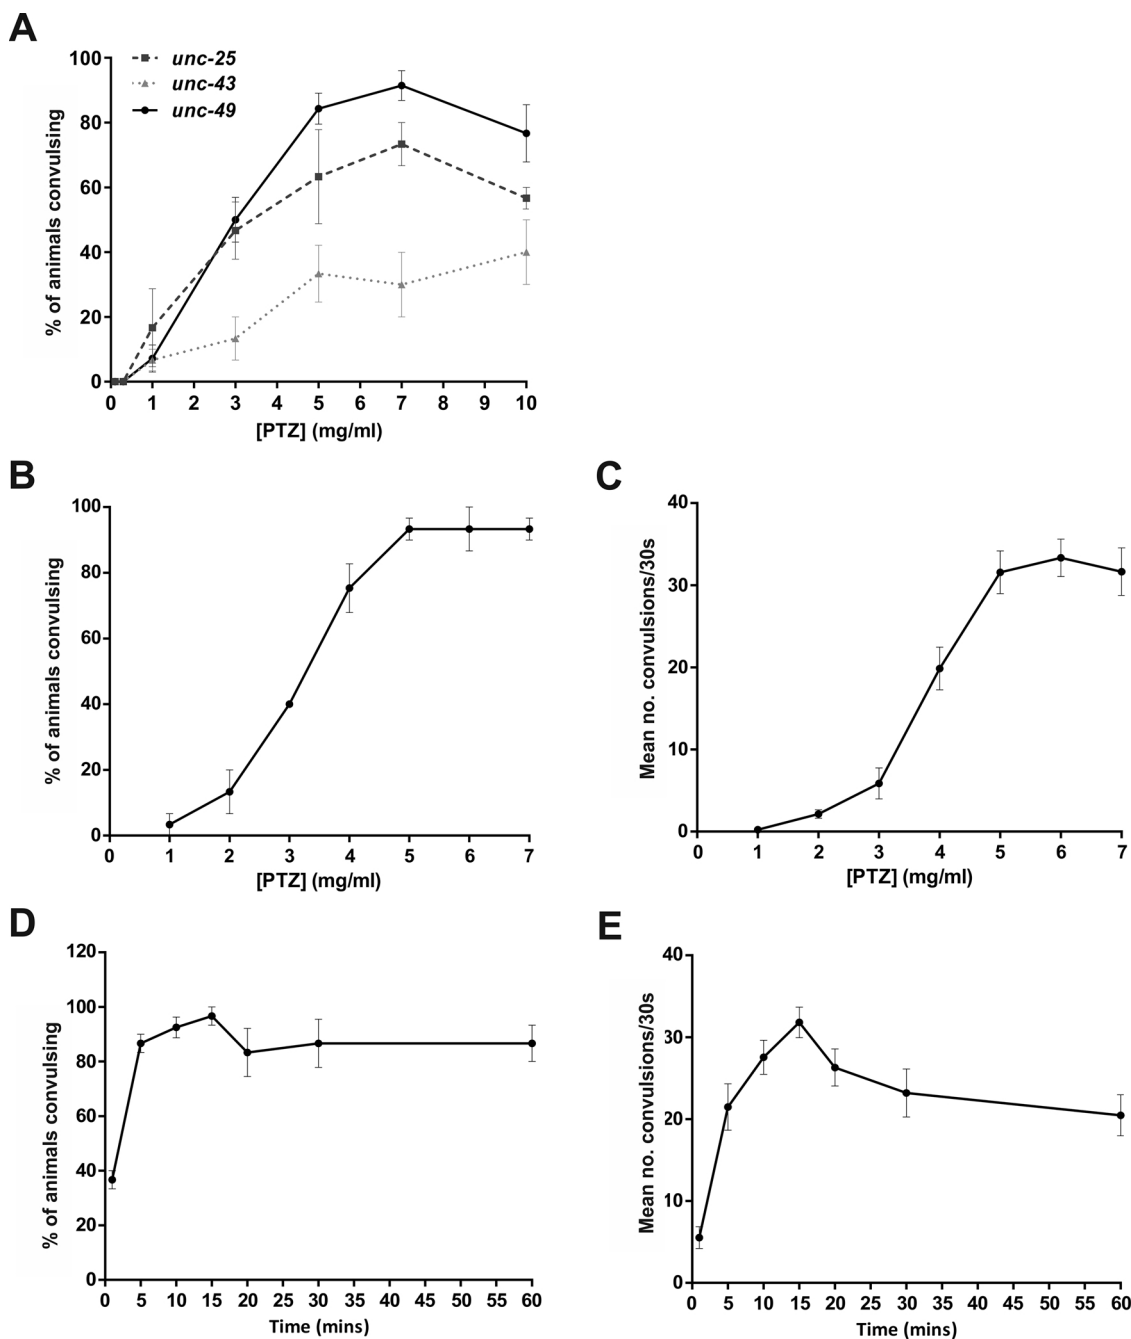 A
unc-25
unc-43
unc-49
% of animals convulsing
100
80
60
40
20
0
0 1 2 3 4 5 6 7 8 9 10
[PTZ] (mg/ml)
B
% of animals convulsing
100
80
60
40
20
0
0 1 2 3 4 5 6 7
[PTZ] (mg/ml)
C
Mean no. convulsions/30s
40
30
20
10
0
0 1 2 3 4 5 6 7
[PTZ] (mg/ml)
D
% of animals convulsing
120
100
80
60
40
20
0
0 5 10 15 20 25 30 35 40 45 50 55 60
Time (mins)
E
Mean no. convulsions/30s
40
30
20
10
0
0 5 10 15 20 25 30 35 40 45 50 55 60
Time (mins)